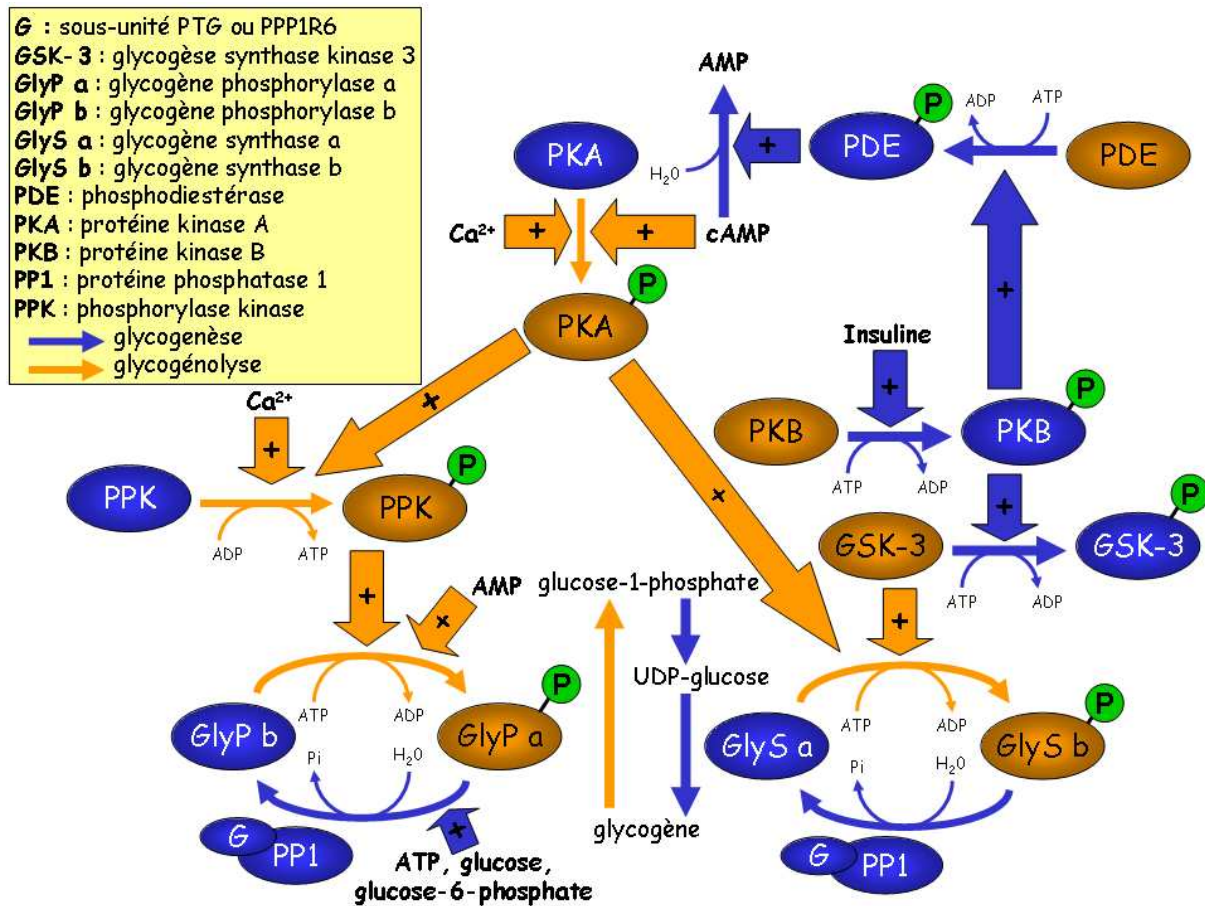 G : sous-unité PTG ou PPP1R6
GSK-3 : glycogèse synthase kinase 3
GlyP a : glycogène phosphorylase a
GlyP b : glycogène phosphorylase b
GlyS a : glycogène synthase a
GlyS b : glycogène synthase b
PDE : phosphodiestérase
PKA : protéine kinase A
PKB : protéine kinase B
PP1 : protéine phosphatase 1
PPK : phosphorylase kinase
glycogenèse
glycogénolyse
AMP
P
ADP
ATP
PKA
H₂O
+
PDE
PDE
Ca²⁺
+
+
cAMP
+
P
PKA
Insuline
+
+
P
PKB
PKB
ATP
ADP
Ca²⁺
+
+
+
P
PPK
PPK
ADP
ATP
+
P
GSK-3
GSK-3
ATP
ADP
+
AMP
+
glucose-1-phosphate
+
UDP-glucose
P
GlyP b
ATP
ADP
GlyP a
Pi
H₂O
P
GlyS a
ATP
ADP
GlyS b
Pi
H₂O
glycogène
G
PP1
+
ATP, glucose,
glucose-6-phosphate
G
PP1